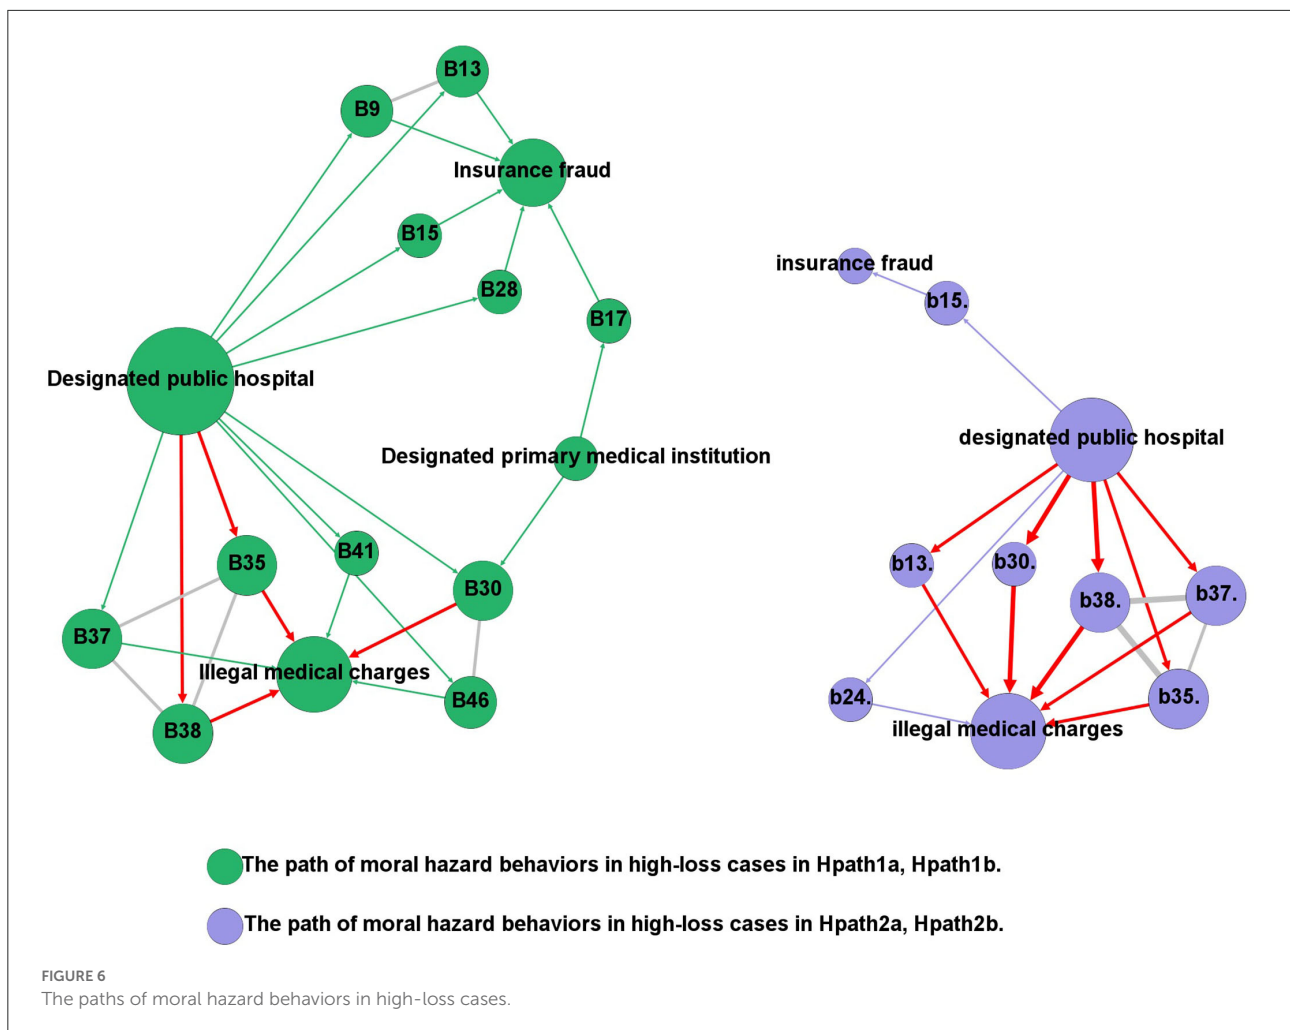 B13
B9
Insurance fraud
B15
B28
B17
Designated public hospital
Designated primary medical institution
B35
B41
B30
B37
Illegal medical charges
B46
B38
insurance fraud
b15.
designated public hospital
b13.
b30.
b38.
b37.
b24.
b35.
illegal medical charges
The path of moral hazard behaviors in high-loss cases in Hpath1a, Hpath1b.
The path of moral hazard behaviors in high-loss cases in Hpath2a, Hpath2b.
FIGURE 6
The paths of moral hazard behaviors in high-loss cases.